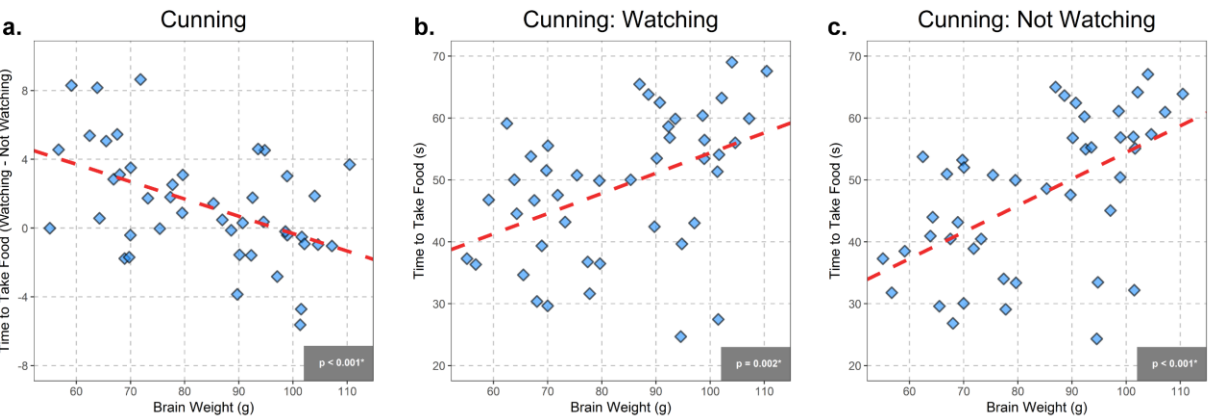 a.
Cunning
Time to Take Food (Watching - Not Watching)
8
4
0
-4
-8
60 70 80 90 100 110
Brain Weight (g)
p < 0.001*
b.
Cunning: Watching
Time to Take Food (s)
70
60
50
40
30
20
60 70 80 90 100 110
Brain Weight (g)
p = 0.002*
c.
Cunning: Not Watching
Time to Take Food (s)
70
60
50
40
30
20
60 70 80 90 100 110
Brain Weight (g)
p < 0.001*